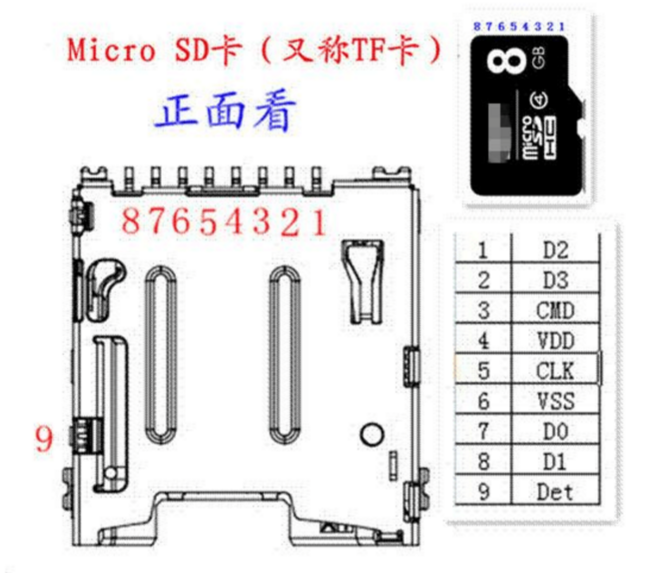 Micro SD卡（又称TF卡）
正面看
87654321
8
GB
4
micro
SD
HC
87654321
9
1 D2
2 D3
3 CMD
4 VDD
5 CLK
6 VSS
7 D0
8 D1
9 Det